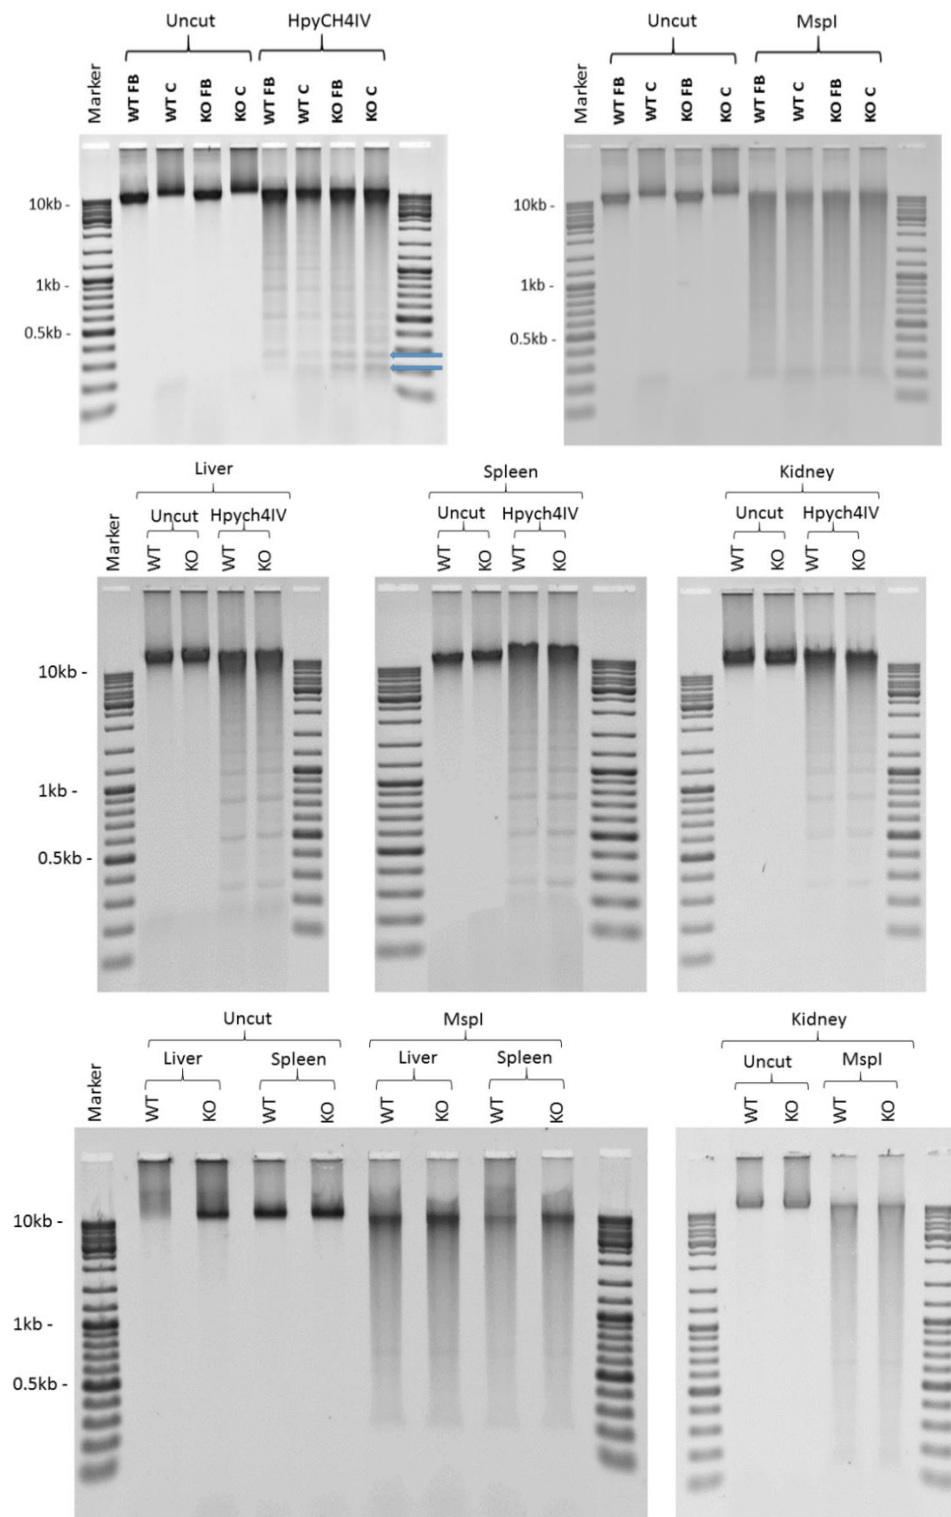 Uncut HpyCH4IV
Marker WT FB WT C KO FB KO C WT FB WT C KO FB KO C
10kb -
1kb -
0.5kb -
Uncut MspI
Marker WT FB WT C KO FB KO C WT FB WT C KO FB KO C
10kb -
1kb -
0.5kb -
Liver
Uncut Hpych4IV
Marker WT KO WT KO
10kb -
1kb -
0.5kb -
Spleen
Uncut Hpych4IV
WT KO WT KO
Kidney
Uncut Hpych4IV
WT KO WT KO
Uncut MspI
Liver Spleen Liver Spleen
Marker WT KO WT KO WT KO WT KO
10kb -
1kb -
0.5kb -
Kidney
Uncut MspI
WT KO WT KO